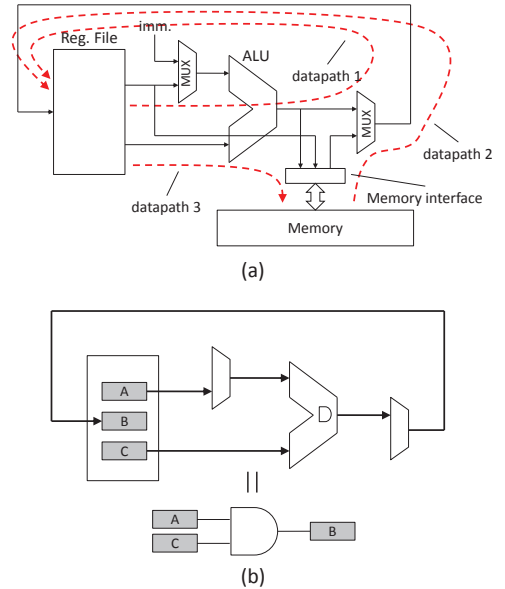 Reg. File
imm.
MUX
ALU
datapath 1
MUX
datapath 2
datapath 3
Memory interface
Memory
(a)
A
B
C
A
C
B
(b)